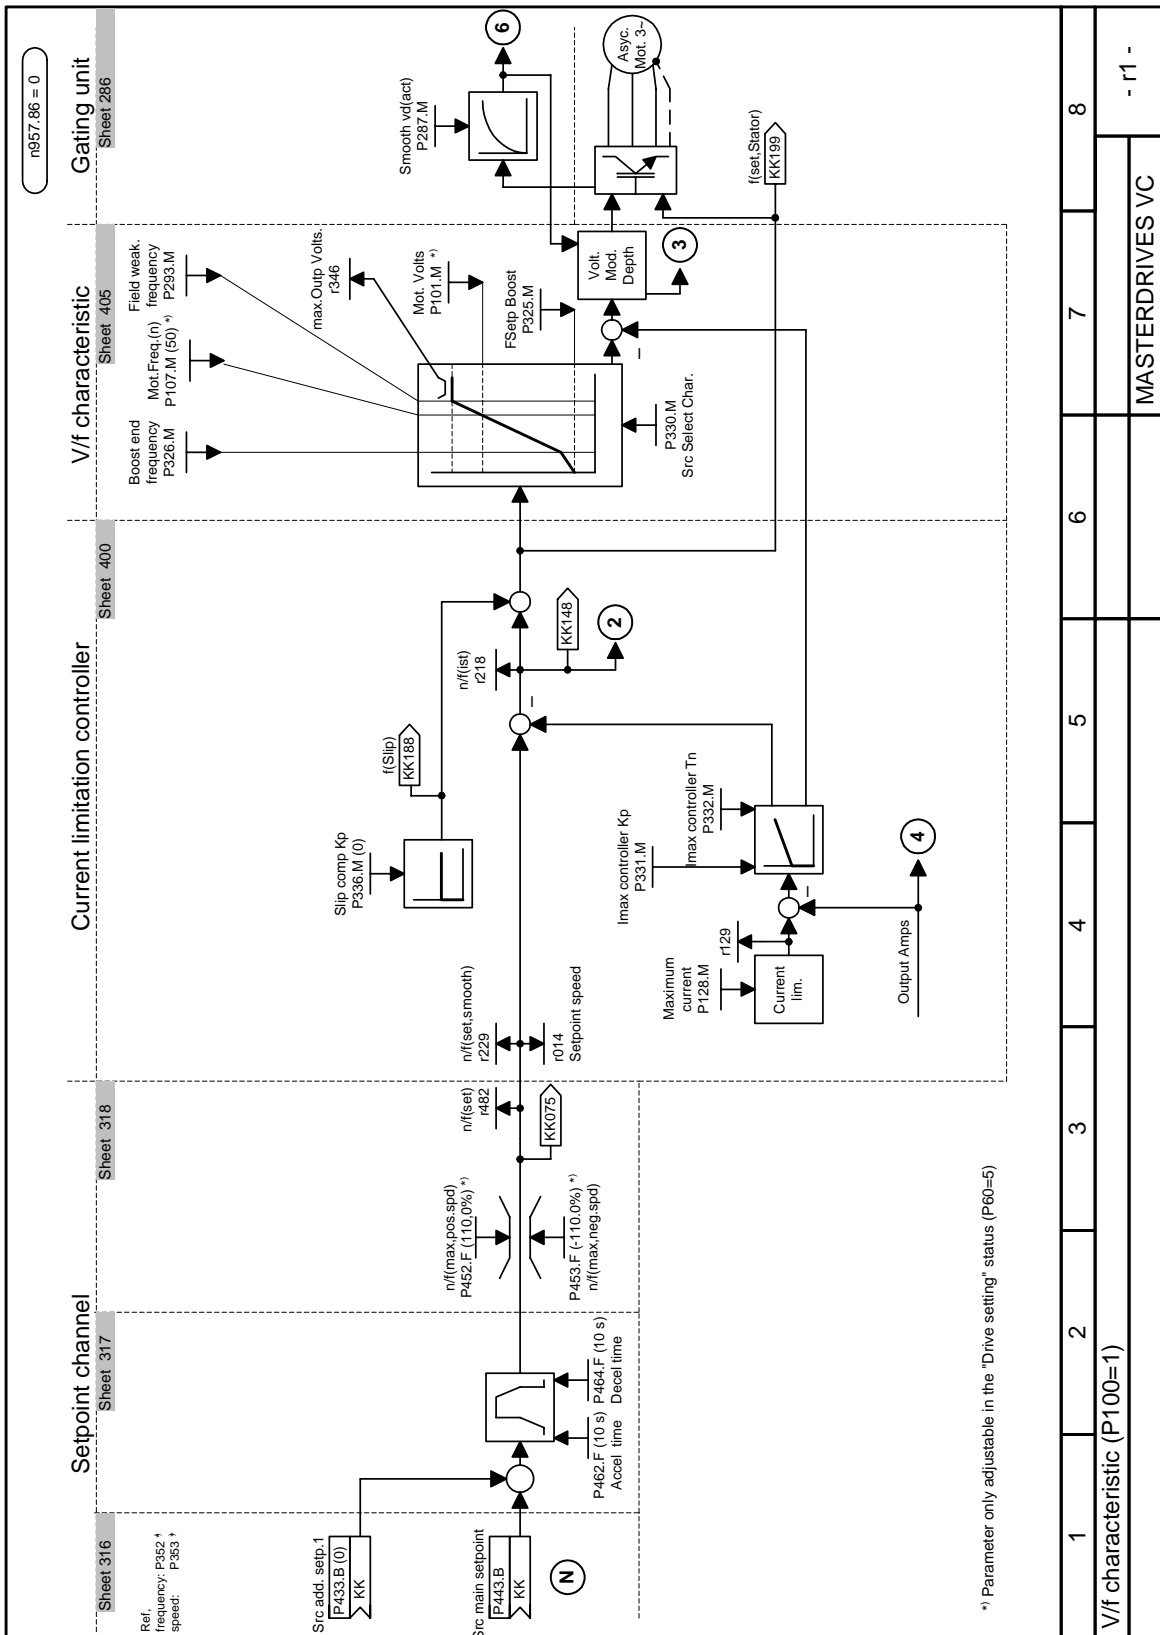 n957.86 = 0
Setpoint channel
Current limitation controller
V/f characteristic
Gating unit
Sheet 316
Sheet 317
Sheet 318
Sheet 400
Sheet 405
Sheet 286
Ref,
frequency: P352 *)
speed: P353 *)
Src add. setp.1
P433.B (0)
KK
Src main setpoint
P443.B
KK
N
P462.F (10 s)
Accel time
P464.F (10 s)
Decel time
n/f(max,pos.spd)
P452.F (110,0%) *)
P453.F (-110.0%) *)
n/f(max,neg.spd)
n/f(set)
r482
KK075
n/f(set,smooth)
r229
r014
Setpoint speed
Slip comp Kp
P336.M (0)
f(Slip)
KK188
Maximum
current
P128.M
Current
lim.
r129
Output Amps
4
Imax controller Kp
P331.M
Imax controller Tn
P332.M
n/f(ist)
r218
KK148
2
Boost end
frequency
P326.M
Mot.Freq.(n)
P107.M (50) *)
Field weak.
frequency
P293.M
max.Outp Volts.
r346
Mot. Volts
P101.M *)
FSetp Boost
P325.M
P330.M
Src Select Char.
Volt.
Mod.
Depth
3
Smooth vd(act)
P287.M
6
Asyc.
Mot. 3~
f(set,Stator)
KK199
*) Parameter only adjustable in the "Drive setting" status (P60=5)
1
2
3
4
5
6
7
8
V/f characteristic (P100=1)
MASTERDRIVES VC
- r1 -